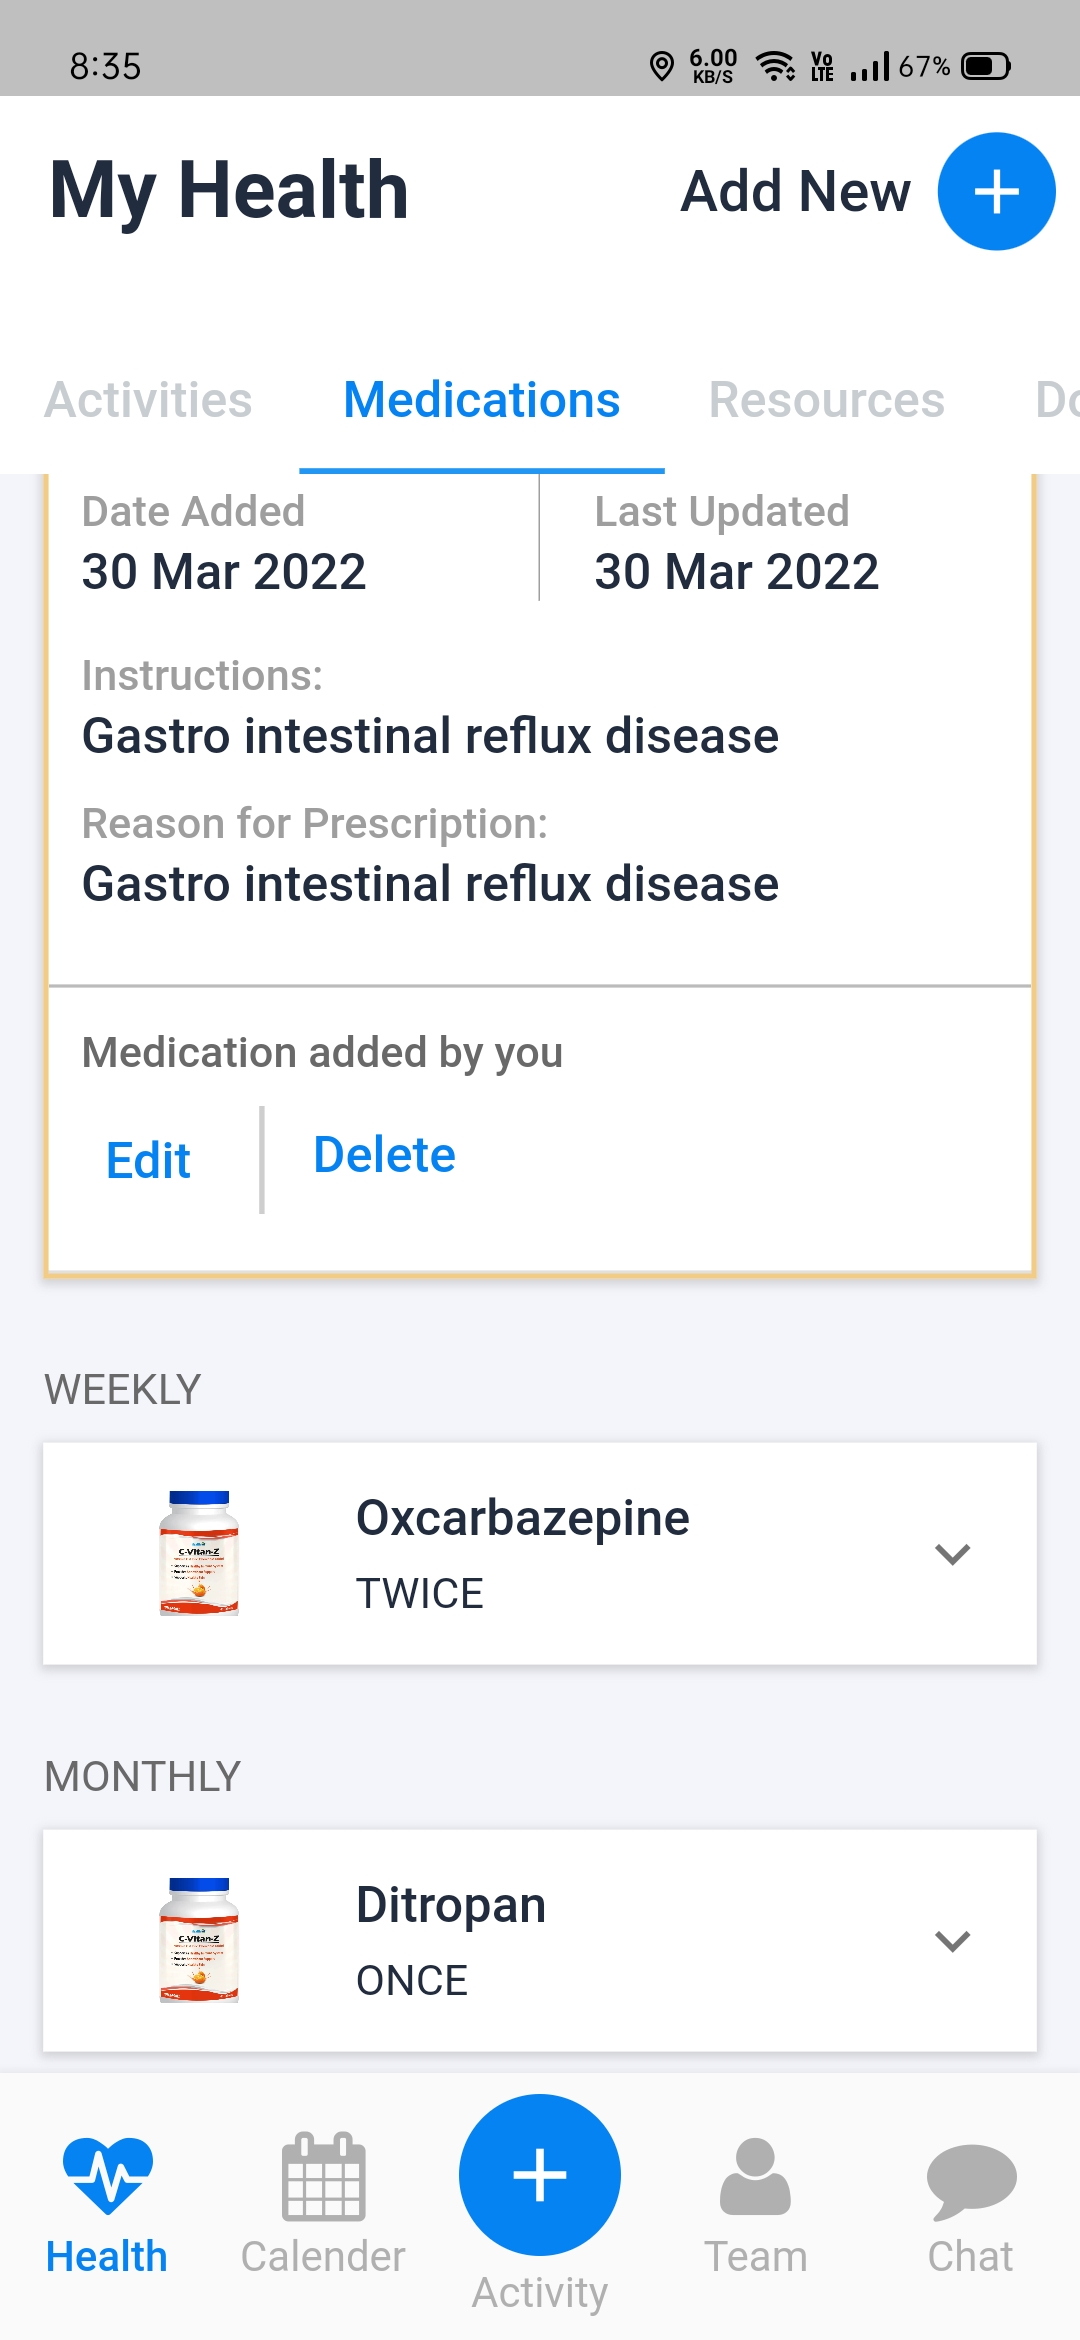 8:35
6.00
KB/S
Vo
LTE
67%
My Health
Add New
Activities
Medications
Resources
Do
Date Added
Last Updated
30 Mar 2022
30 Mar 2022
Instructions:
Gastro intestinal reflux disease
Reason for Prescription:
Gastro intestinal reflux disease
Medication added by you
Edit
Delete
WEEKLY
C-Vitan-Z
Oxcarbazepine
TWICE
MONTHLY
C-Vitan-Z
Ditropan
ONCE
Health
Calender
Activity
Team
Chat